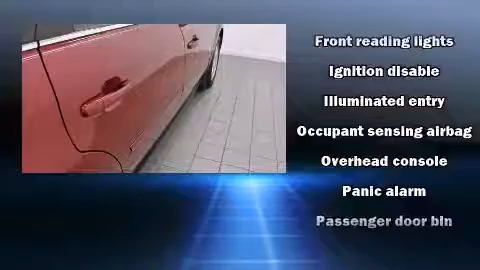 Front reading lights
Ignition disable
Illuminated entry
Occupant sensing airbag
Overhead console
Panic alarm
Passenger door bin